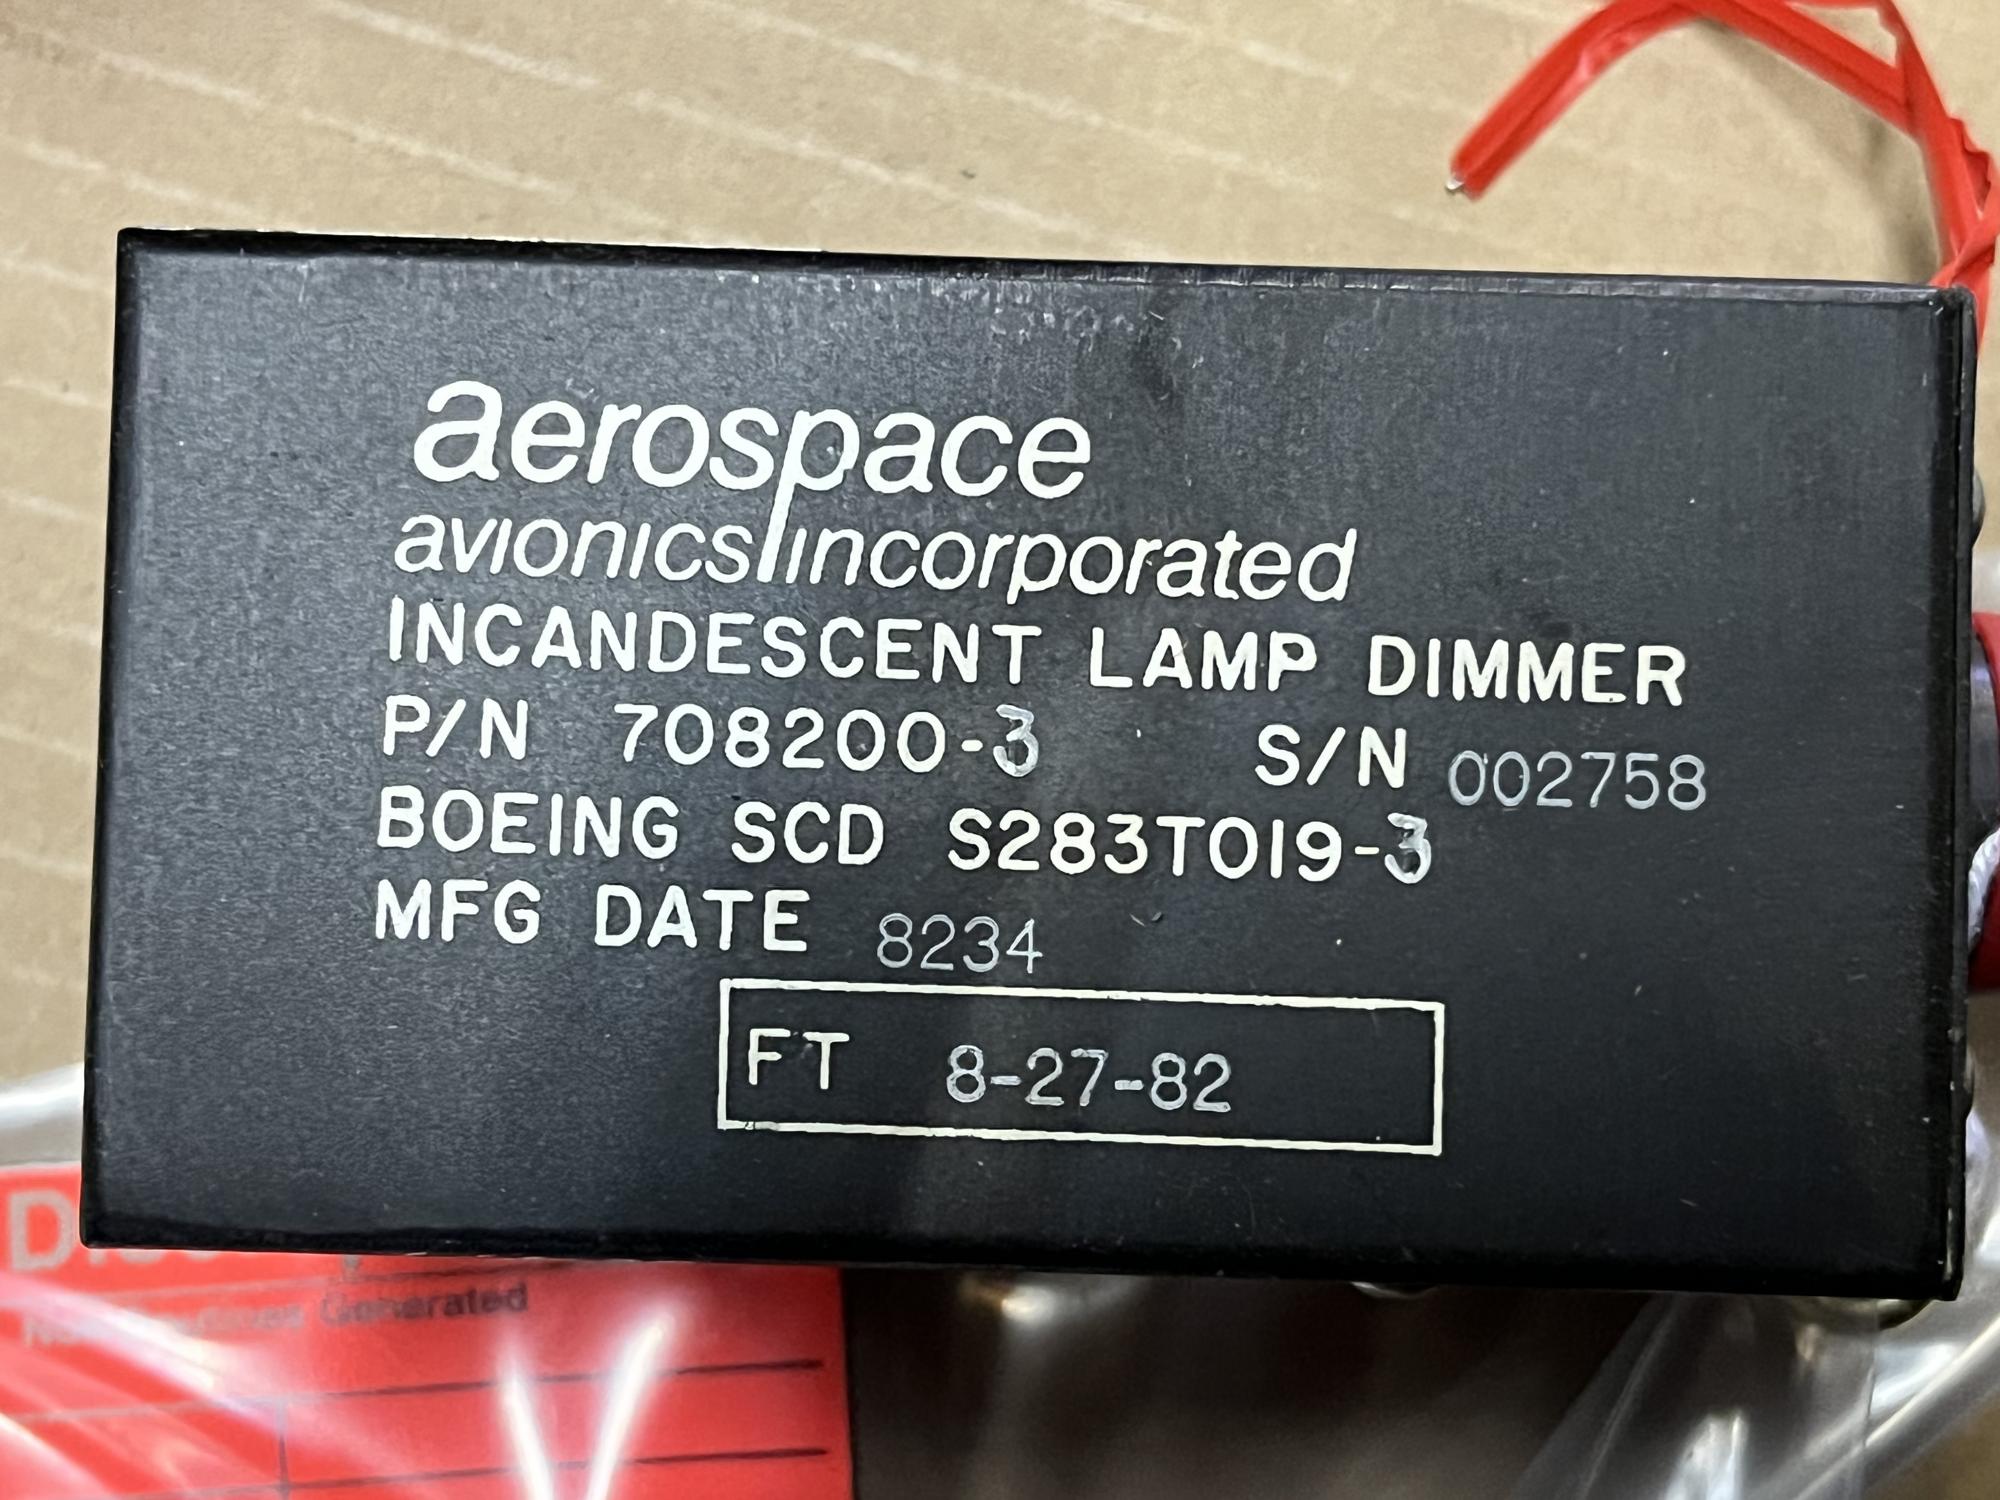 aerospace
avionics incorporated
INCANDESCENT LAMP DIMMER
P/N 708200-3 S/N 002758
BOEING SCD S283T019-3
MFG DATE 8234
FT 8-27-82
Generated